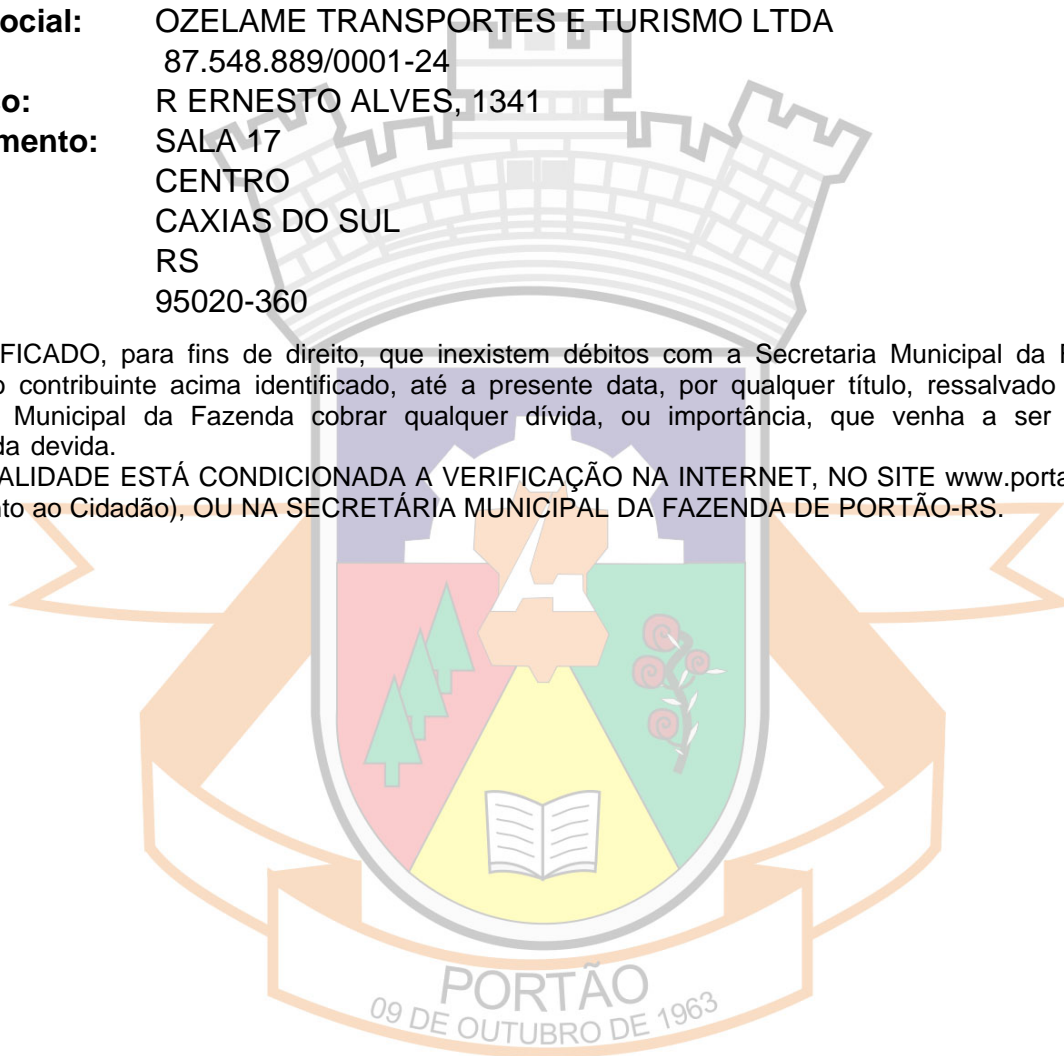 ocial: OZELAME TRANSPORTES E TURISMO LTDA
87.548.889/0001-24
o: R ERNESTO ALVES, 1341
mento: SALA 17
CENTRO
CAXIAS DO SUL
RS
95020-360
FICADO, para fins de direito, que inexistem débitos com a Secretaria Municipal da
o contribuinte acima identificado, até a presente data, por qualquer título, ressalvado
Municipal da Fazenda cobrar qualquer dívida, ou importância, que venha a ser
da devida.
ALIDADE ESTÁ CONDICIONADA A VERIFICAÇÃO NA INTERNET, NO SITE www.porta
nto ao Cidadão), OU NA SECRETÁRIA MUNICIPAL DA FAZENDA DE PORTÃO-RS.
PORTÃO
09 DE OUTUBRO DE 1963